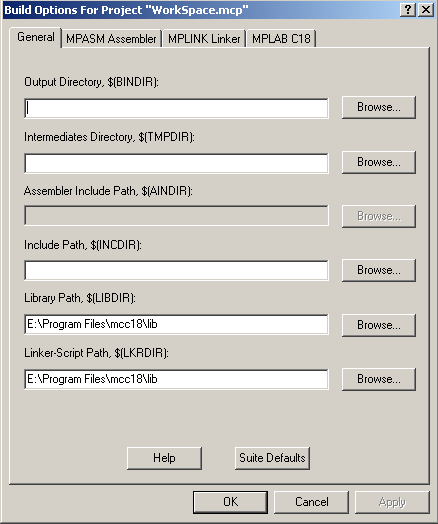 Build Options For Project "WorkSpace.mcp"
General MPASM Assembler MPLINK Linker MPLAB C18
Output Directory, $(BINDIR):
Browse...
Intermediates Directory, $(TMPDIR):
Browse...
Assembler Include Path, $(AINDIR):
Browse...
Include Path, $(INCDIR):
Browse...
Library Path, $(LIBDIR):
E:\Program Files\mcc18\lib Browse...
Linker-Script Path, $(LKRDIR):
E:\Program Files\mcc18\lib Browse...
Help Suite Defaults
OK Cancel Apply